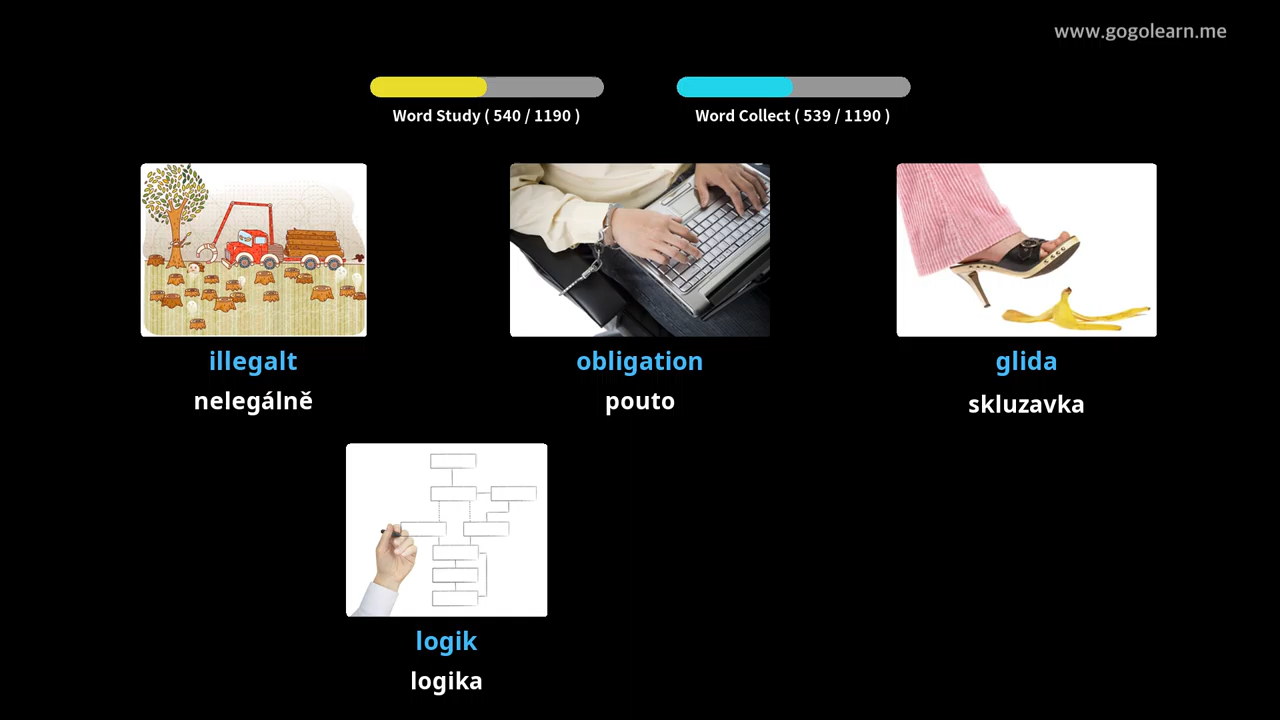 www.gogolearn.me
Word Study ( 540 / 1190 )
Word Collect ( 539 / 1190 )
illegalt
nelegálně
obligation
pouto
glida
skluzavka
logik
logika